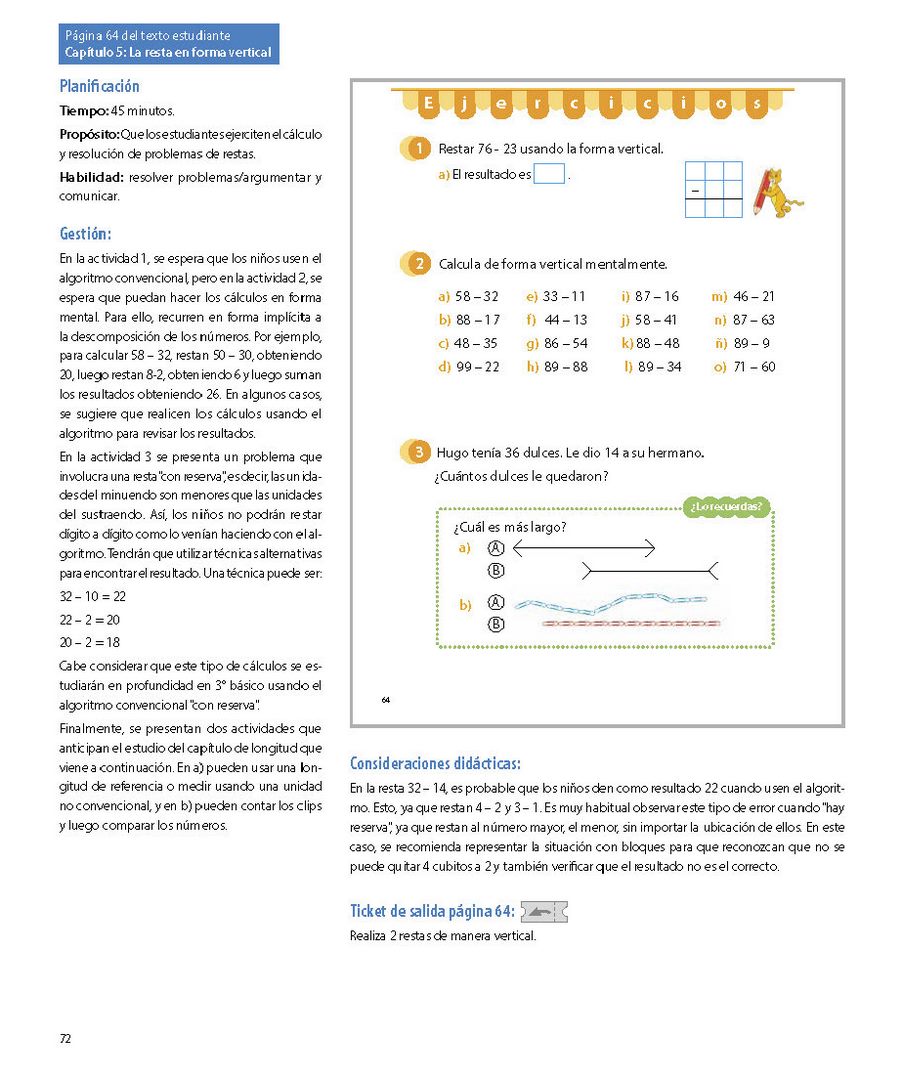 Página 64 del texto estudiante
Capítulo 5: La resta en forma vertical
Planificación
Tiempo: 45 minutos.
Propósito: Que los estudiantes ejerciten el cálculo
y resolución de problemas de restas.
Habilidad: resolver problemas/argumentar y
comunicar.
Gestión:
En la actividad 1, se espera que los niños usen el
algoritmo convencional, pero en la actividad 2, se
espera que puedan hacer los cálculos en forma
mental. Para ello, recurren en forma implícita a
la descomposición de los números. Por ejemplo,
para calcular 58 – 32, restan 50 – 30, obteniendo
20, luego restan 8-2, obteniendo 6 y luego suman
los resultados obteniendo 26. En algunos casos,
se sugiere que realicen los cálculos usando el
algoritmo para revisar los resultados.
En la actividad 3 se presenta un problema que
involucra una resta "con reserva", es decir, las unida-
des del minuendo son menores que las unidades
del sustraendo. Así, los niños no podrán restar
dígito a dígito como lo venían haciendo con el al-
goritmo. Tendrán que utilizar técnicas alternativas
para encontrar el resultado. Una técnica puede ser:
32 – 10 = 22
22 – 2 = 20
20 – 2 = 18
Cabe considerar que este tipo de cálculos se es-
tudiarán en profundidad en 3° básico usando el
algoritmo convencional "con reserva".
Finalmente, se presentan dos actividades que
anticipan el estudio del capítulo de longitud que
viene a continuación. En a) pueden usar una lon-
gitud de referencia o medir usando una unidad
no convencional, y en b) pueden contar los clips
y luego comparar los números.
Ejercicios
1 Restar 76 - 23 usando la forma vertical.
a) El resultado es .
–
2 Calcula de forma vertical mentalmente.
a) 58 – 32 e) 33 – 11 i) 87 – 16 m) 46 – 21
b) 88 – 17 f) 44 – 13 j) 58 – 41 n) 87 – 63
c) 48 – 35 g) 86 – 54 k) 88 – 48 ñ) 89 – 9
d) 99 – 22 h) 89 – 88 l) 89 – 34 o) 71 – 60
3 Hugo tenía 36 dulces. Le dio 14 a su hermano.
¿Cuántos dulces le quedaron?
¿Lo recuerdas?
¿Cuál es más largo?
a) A
B
b) A
B
64
Consideraciones didácticas:
En la resta 32 – 14, es probable que los niños den como resultado 22 cuando usen el algorit-
mo. Esto, ya que restan 4 – 2 y 3 – 1. Es muy habitual observar este tipo de error cuando "hay
reserva", ya que restan al número mayor, el menor, sin importar la ubicación de ellos. En este
caso, se recomienda representar la situación con bloques para que reconozcan que no se
puede quitar 4 cubitos a 2 y también verificar que el resultado no es el correcto.
Ticket de salida página 64:
Realiza 2 restas de manera vertical.
72